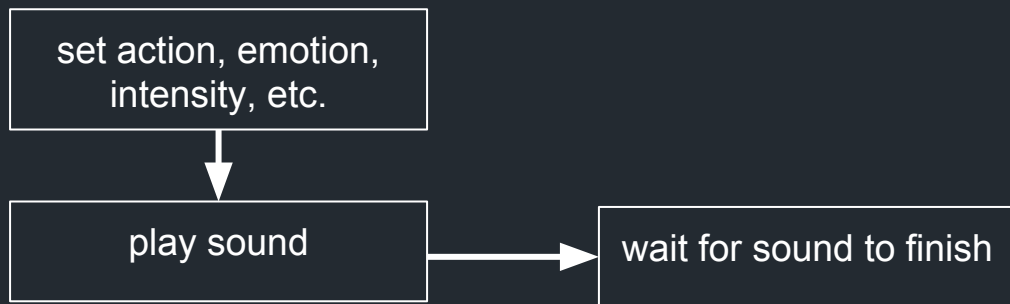 set action, emotion,
intensity, etc.
play sound
wait for sound to finish